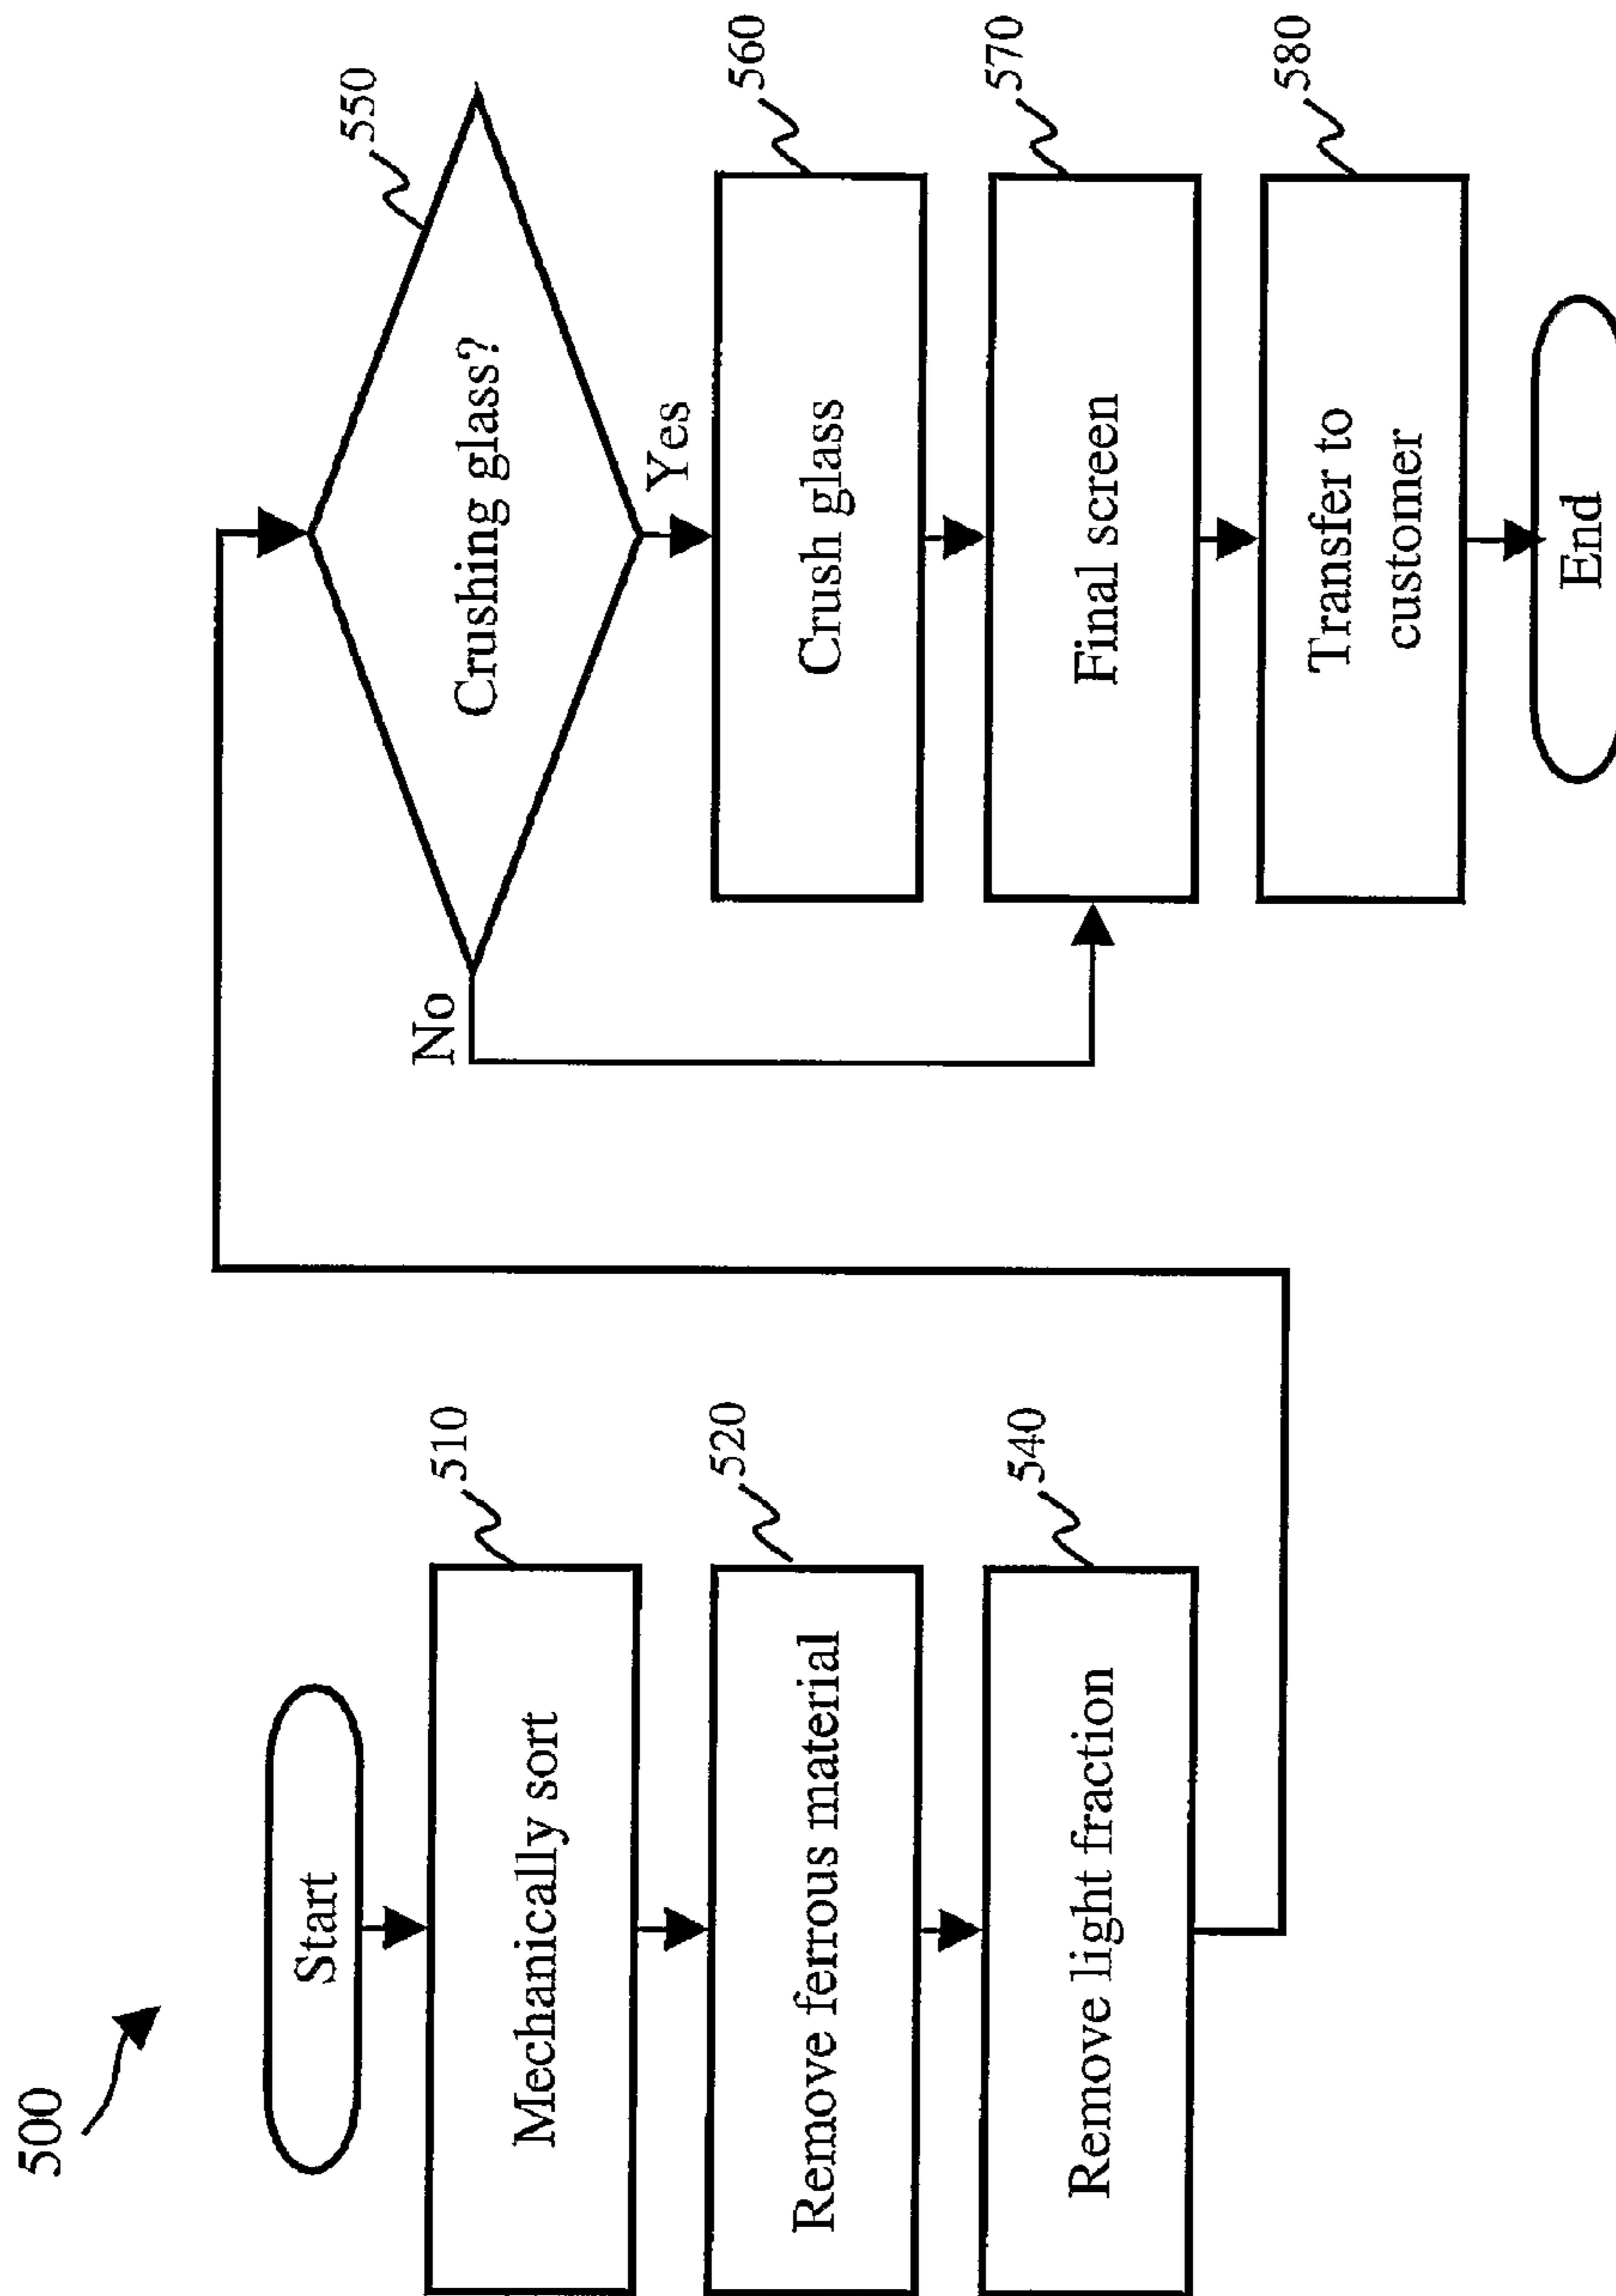 500
Start
Mechanically sort
510
Remove ferrous material
520
Remove light fraction
540
Crushing glass?
550
No
Yes
Crush glass
560
Final screen
570
Transfer to
customer
580
End